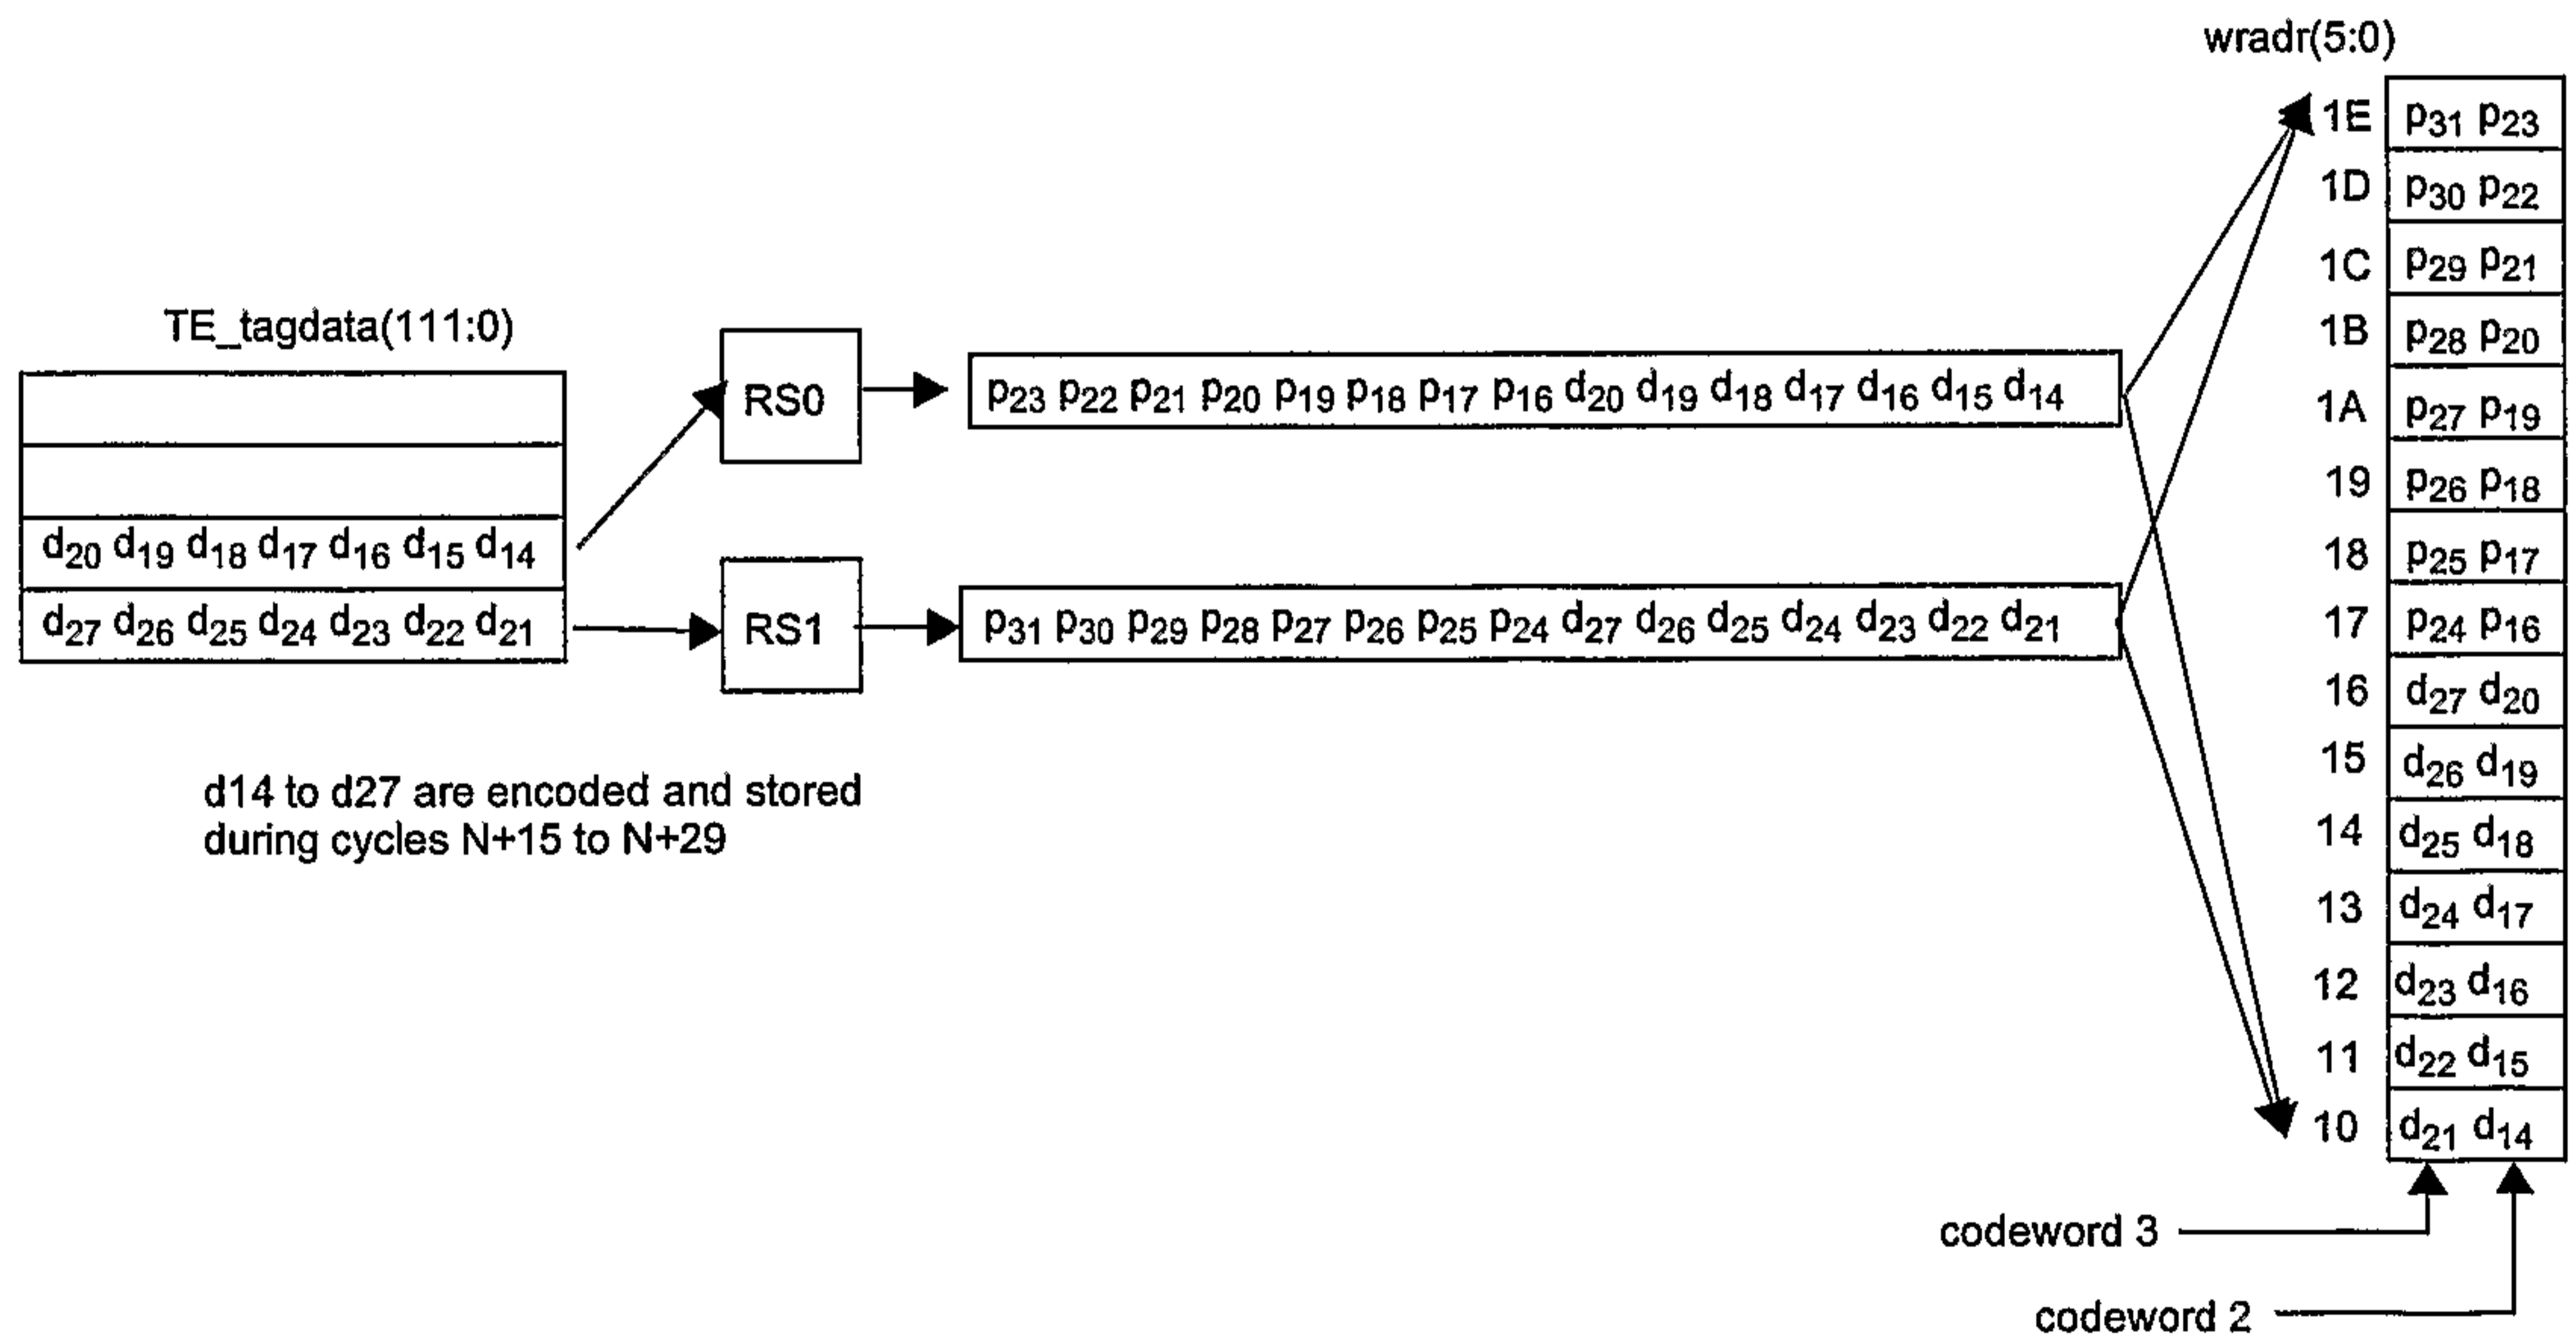 wradr(5:0)
1E p31 p23
1D p30 p22
1C p29 p21
1B p28 p20
1A p27 p19
19 p26 p18
18 p25 p17
17 p24 p16
16 d27 d20
15 d26 d19
14 d25 d18
13 d24 d17
12 d23 d16
11 d22 d15
10 d21 d14
codeword 3
codeword 2
TE_tagdata(111:0)
d20 d19 d18 d17 d16 d15 d14
d27 d26 d25 d24 d23 d22 d21
RS0
p23 p22 p21 p20 p19 p18 p17 p16 d20 d19 d18 d17 d16 d15 d14
RS1
p31 p30 p29 p28 p27 p26 p25 p24 d27 d26 d25 d24 d23 d22 d21
d14 to d27 are encoded and stored
during cycles N+15 to N+29